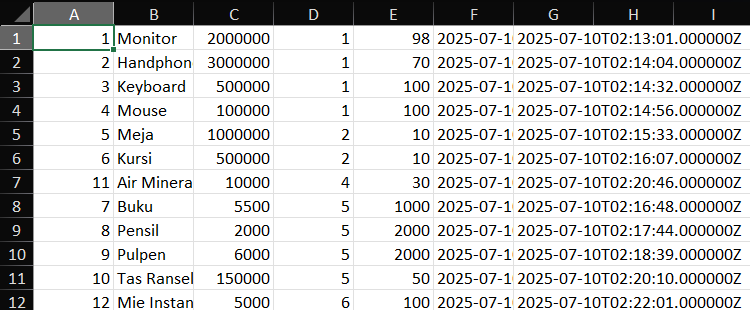 A B C D E F G H I
1 1 Monitor 2000000 1 98 2025-07-1 2025-07-10T02:13:01.000000Z
2 2 Handphon 3000000 1 70 2025-07-1 2025-07-10T02:14:04.000000Z
3 3 Keyboard 500000 1 100 2025-07-1 2025-07-10T02:14:32.000000Z
4 4 Mouse 100000 1 100 2025-07-1 2025-07-10T02:14:56.000000Z
5 5 Meja 1000000 2 10 2025-07-1 2025-07-10T02:15:33.000000Z
6 6 Kursi 500000 2 10 2025-07-1 2025-07-10T02:16:07.000000Z
7 11 Air Minera 10000 4 30 2025-07-1 2025-07-10T02:20:46.000000Z
8 7 Buku 5500 5 1000 2025-07-1 2025-07-10T02:16:48.000000Z
9 8 Pensil 2000 5 2000 2025-07-1 2025-07-10T02:17:44.000000Z
10 9 Pulpen 6000 5 2000 2025-07-1 2025-07-10T02:18:39.000000Z
11 10 Tas Ransel 150000 5 50 2025-07-1 2025-07-10T02:20:10.000000Z
12 12 Mie Instan 5000 6 100 2025-07-1 2025-07-10T02:22:01.000000Z